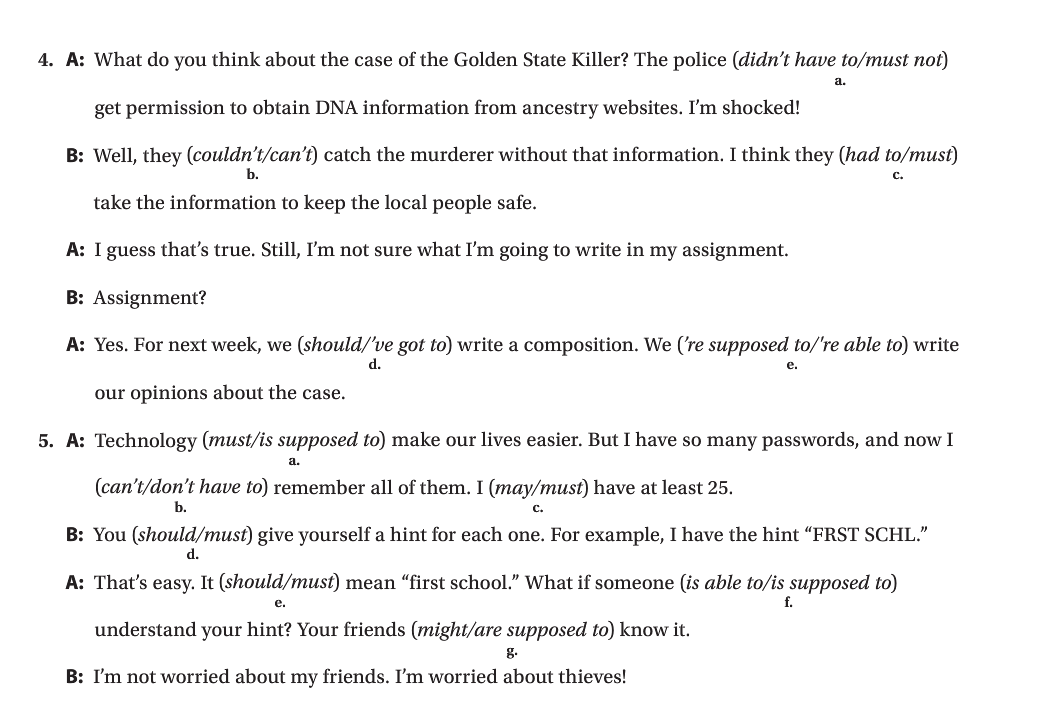 4. A: What do you think about the case of the Golden State Killer? The police (didn't have to/must not)
a.
get permission to obtain DNA information from ancestry websites. I'm shocked!
B: Well, they (couldn't/can't) catch the murderer without that information. I think they (had to/must)
b. c.
take the information to keep the local people safe.
A: I guess that's true. Still, I'm not sure what I'm going to write in my assignment.
B: Assignment?
A: Yes. For next week, we (should/'ve got to) write a composition. We ('re supposed to/'re able to) write
d. e.
our opinions about the case.
5. A: Technology (must/is supposed to) make our lives easier. But I have so many passwords, and now I
a.
(can't/don't have to) remember all of them. I (may/must) have at least 25.
b. c.
B: You (should/must) give yourself a hint for each one. For example, I have the hint “FRST SCHL.”
d.
A: That's easy. It (should/must) mean “first school.” What if someone (is able to/is supposed to)
e. f.
understand your hint? Your friends (might/are supposed to) know it.
g.
B: I'm not worried about my friends. I'm worried about thieves!